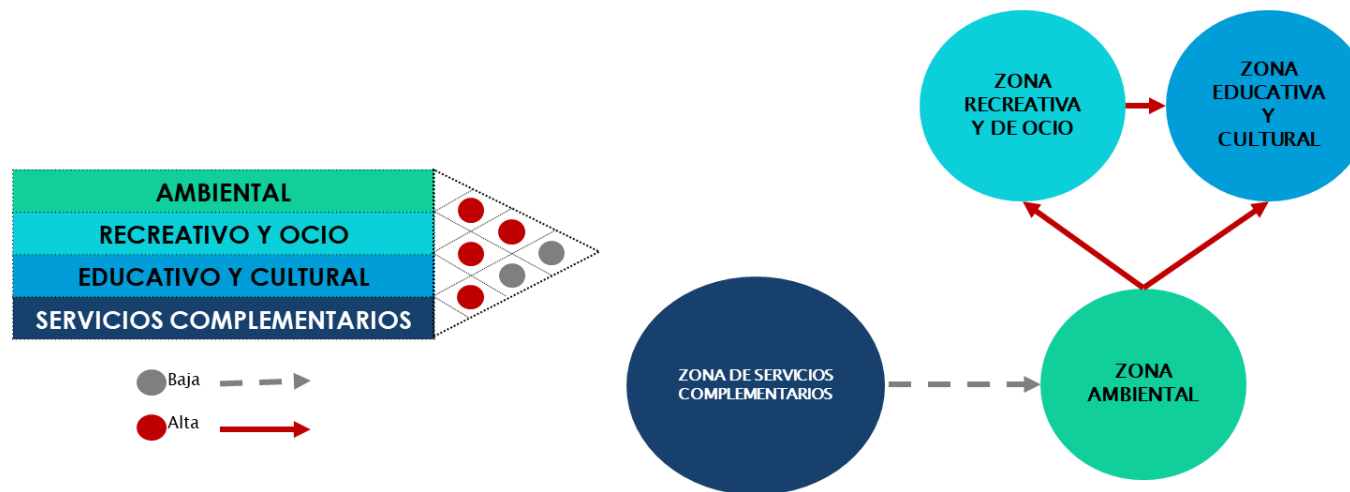 AMBIENTAL
RECREATIVO Y OCIO
EDUCATIVO Y CULTURAL
SERVICIOS COMPLEMENTARIOS
Baja
Alta
ZONA
RECREATIVA
Y DE OCIO
ZONA
EDUCATIVA
Y
CULTURAL
ZONA DE SERVICIOS
COMPLEMENTARIOS
ZONA
AMBIENTAL